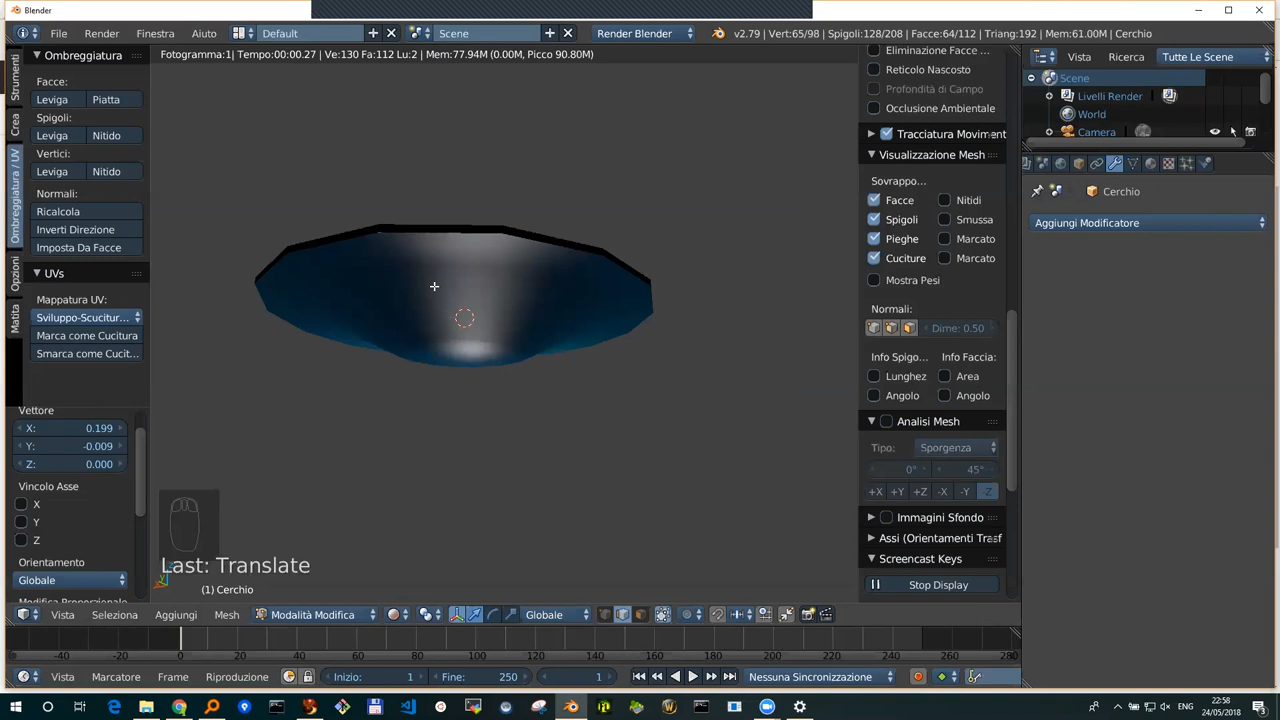 Blender
File Render Finestra Aiuto Default Scene Render Blender v2.79 | Vert:65/98 | Spigoli:128/208 | Facce:64/112 | Triang:192 | Mem:61.00M | Cerchio
Fotogramma:1| Tempo:00:00.27 | Ve:130 Fa:112 Lu:2 | Mem:77.94M (0.00M, Picco 90.80M)
Strumenti
Crea
Ombreggiatura / UV
Opzioni
Matita
Ombreggiatura
Facce:
Leviga Piatta
Spigoli:
Leviga Nitido
Vertici:
Leviga Nitido
Normali:
Ricalcola
Inverti Direzione
Imposta Da Facce
UVs
Mappatura UV:
Sviluppo-Scucitur...
Marca come Cucitura
Smarca come Cucit...
Vettore
X: 0.199
Y: -0.009
Z: 0.000
Vincolo Asse
X
Y
Z
Orientamento
Globale
Last: Translate
(1) Cerchio
Eliminazione Facce ...
Reticolo Nascosto
Profondità di Campo
Occlusione Ambientale
Tracciatura Moviment
Visualizzazione Mesh
Sovrappo...
Facce Nitidi
Spigoli Smussa
Pieghe Marcato
Cuciture Marcato
Mostra Pesi
Normali:
Dime: 0.50
Info Spigo... Info Faccia:
Lunghez Area
Angolo Angolo
Analisi Mesh
Tipo: Sporgenza
0° 45°
+X +Y +Z -X -Y -Z
Immagini Sfondo
Assi (Orientamenti Trasf
Screencast Keys
Stop Display
Vista Ricerca Tutte Le Scene
Scene
Livelli Render
World
Camera
Cerchio
Aggiungi Modificatore
Vista Seleziona Aggiungi Mesh Modalità Modifica Globale
-40 -20 0 20 40 60 80 100 120 140 160 180 200 220 240 260 280
Vista Marcatore Frame Riproduzione Inizio: 1 Fine: 250 1 Nessuna Sincronizzazione
ENG
22:58
24/05/2018